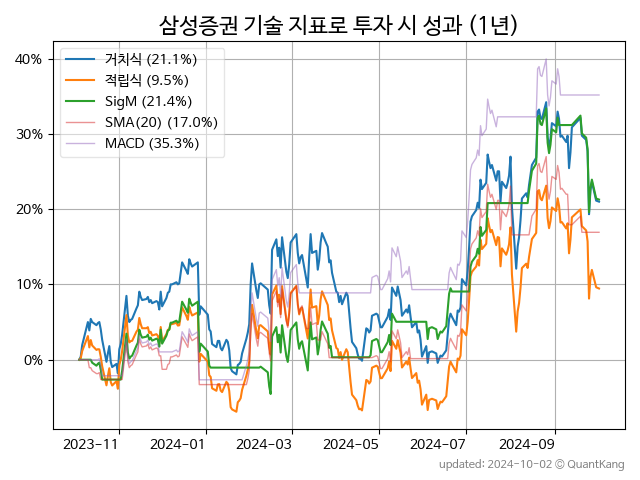 삼성증권 기술 지표로 투자 시 성과 (1년)
거치식 (21.1%)
적립식 (9.5%)
SigM (21.4%)
SMA(20) (17.0%)
MACD (35.3%)
40%
30%
20%
10%
0%
2023-11 2024-01 2024-03 2024-05 2024-07 2024-09
updated: 2024-10-02 © QuantKang